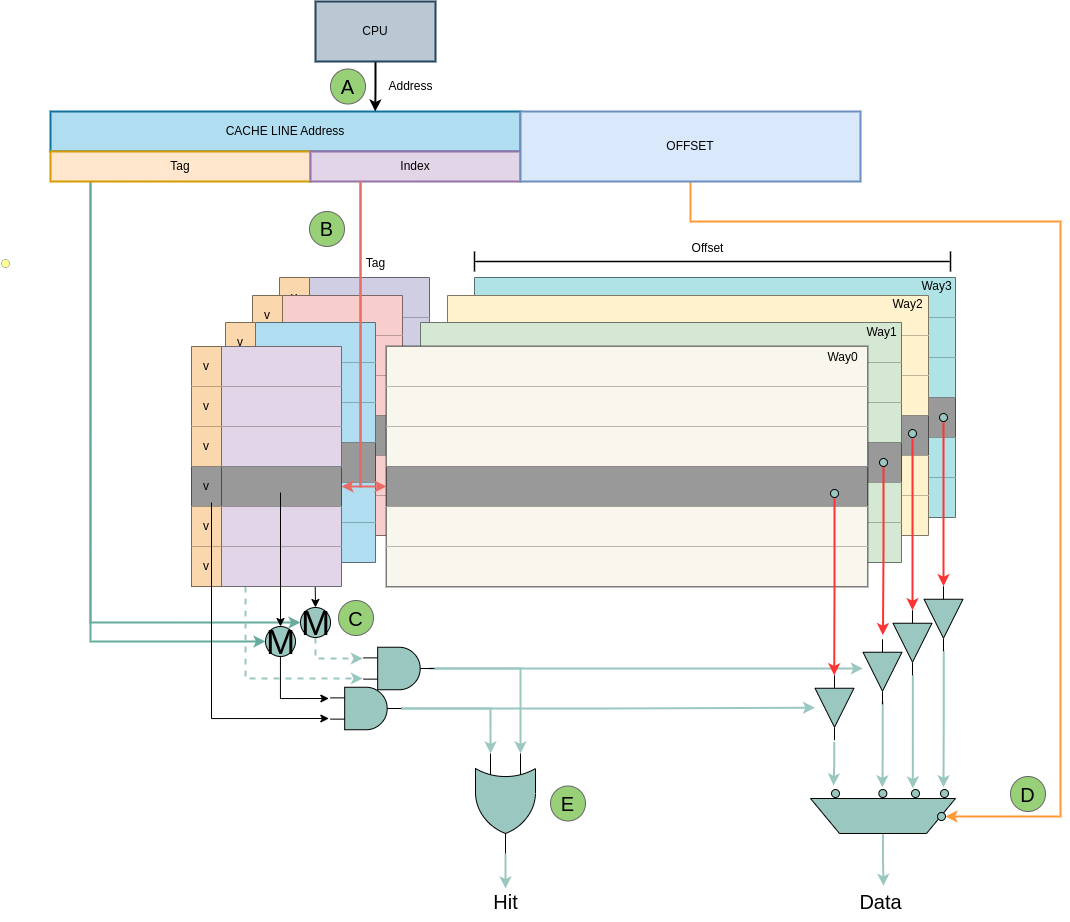 CPU
A
Address
CACHE LINE Address
OFFSET
Tag
Index
B
Offset
Tag
Way3
Way2
v
Way1
v
Way0
v
v
v
v
v
v
C
M
M
D
E
Hit
Data